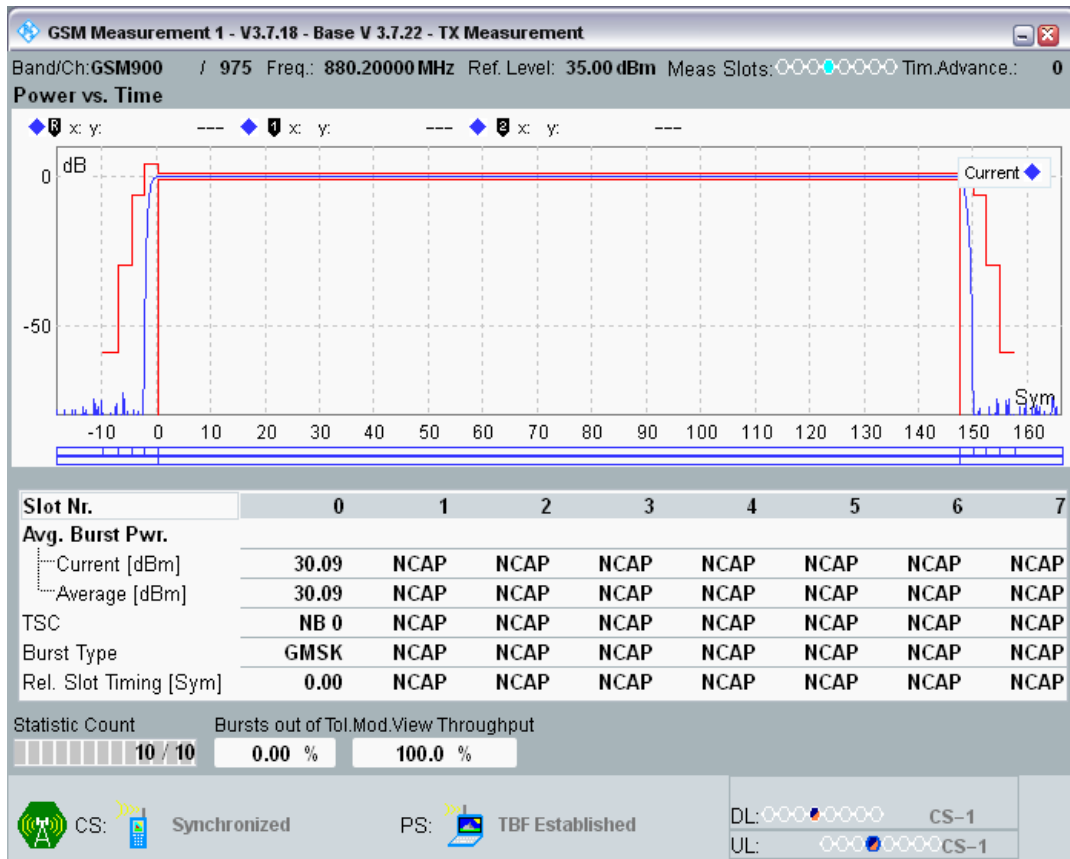 GSM Measurement 1 - V3.7.18 - Base V 3.7.22 - TX Measurement
Band/Ch:GSM900 / 975 Freq.: 880.20000 MHz Ref. Level: 35.00 dBm Meas Slots: Tim.Advance.: 0
Power vs. Time
R x: y: --- 1 x: y: --- 2 x: y: ---
dB
Current
0
-50
Sym
-10 0 10 20 30 40 50 60 70 80 90 100 110 120 130 140 150 160
Slot Nr. 0 1 2 3 4 5 6 7
Avg. Burst Pwr.
Current [dBm] 30.09 NCAP NCAP NCAP NCAP NCAP NCAP NCAP
Average [dBm] 30.09 NCAP NCAP NCAP NCAP NCAP NCAP NCAP
TSC NB 0 NCAP NCAP NCAP NCAP NCAP NCAP NCAP
Burst Type GMSK NCAP NCAP NCAP NCAP NCAP NCAP NCAP
Rel. Slot Timing [Sym] 0.00 NCAP NCAP NCAP NCAP NCAP NCAP NCAP
Statistic Count Bursts out of Tol. Mod.View Throughput
10 / 10 0.00 % 100.0 %
CS: Synchronized PS: TBF Established
DL: CS-1
UL: CS-1